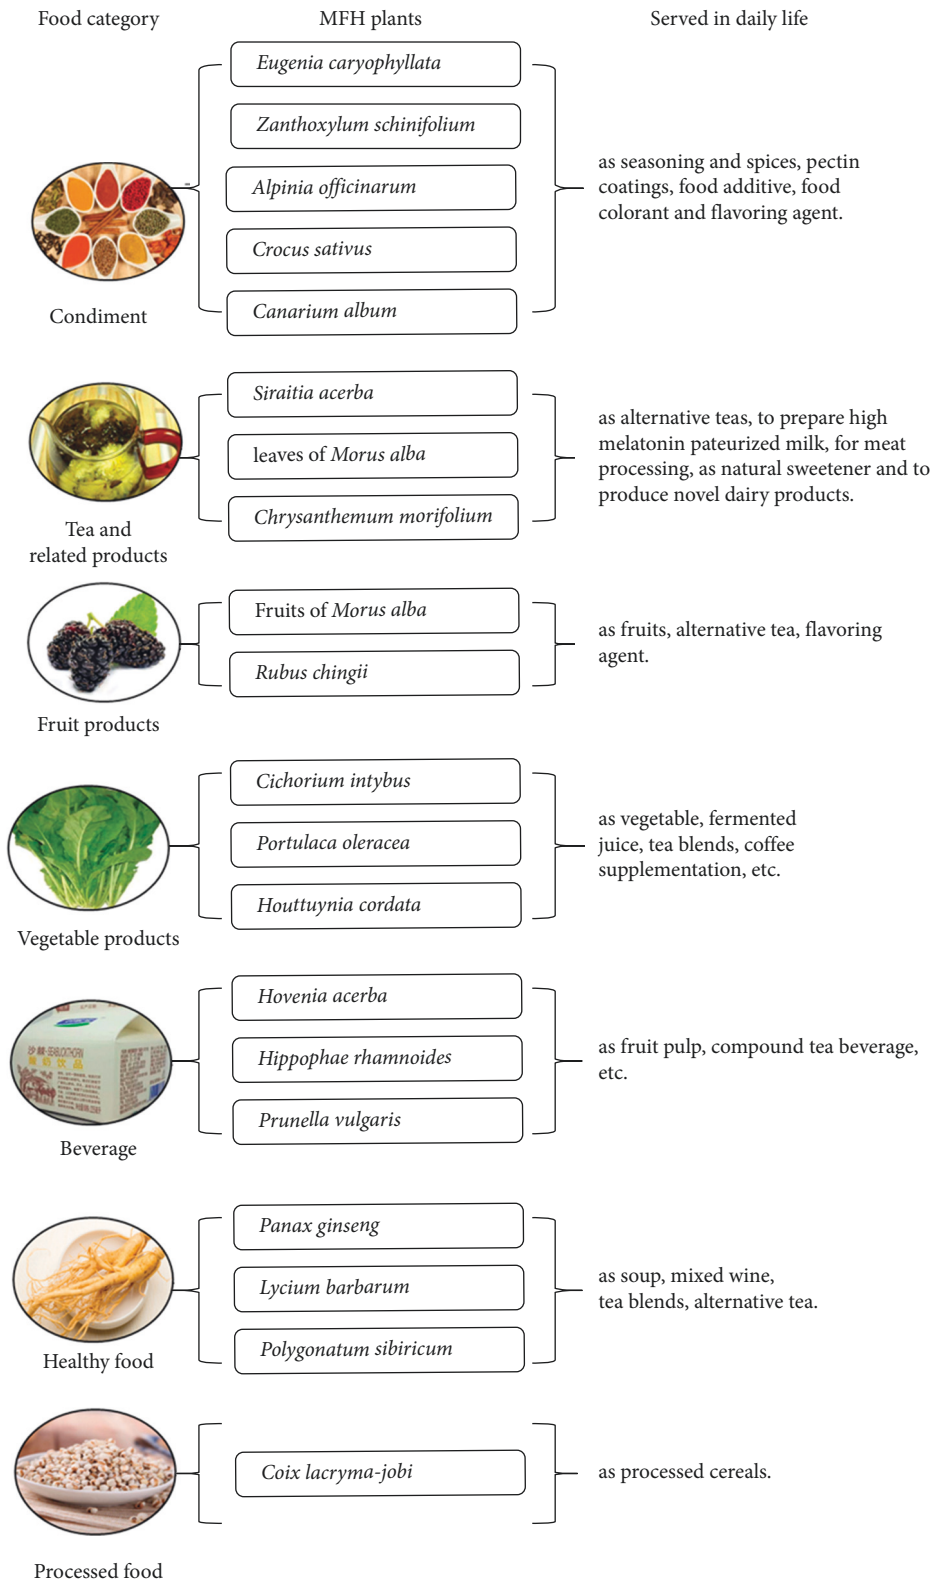 Food category
MFH plants
Served in daily life
Eugenia caryophyllata
Zanthoxylum schinifolium
Alpinia officinarum
Crocus sativus
Canarium album
Condiment
as seasoning and spices, pectin
coatings, food additive, food
colorant and flavoring agent.
Siraitia acerba
leaves of Morus alba
Chrysanthemum morifolium
Tea and
related products
as alternative teas, to prepare high
melatonin pateurized milk, for meat
processing, as natural sweetener and to
produce novel dairy products.
Fruits of Morus alba
Rubus chingii
Fruit products
as fruits, alternative tea, flavoring
agent.
Cichorium intybus
Portulaca oleracea
Houttuynia cordata
Vegetable products
as vegetable, fermented
juice, tea blends, coffee
supplementation, etc.
沙棘·SEABUCKTHORN
酸奶饮品
Hovenia acerba
Hippophae rhamnoides
Prunella vulgaris
Beverage
as fruit pulp, compound tea beverage,
etc.
Panax ginseng
Lycium barbarum
Polygonatum sibiricum
Healthy food
as soup, mixed wine,
tea blends, alternative tea.
Coix lacryma-jobi
Processed food
as processed cereals.